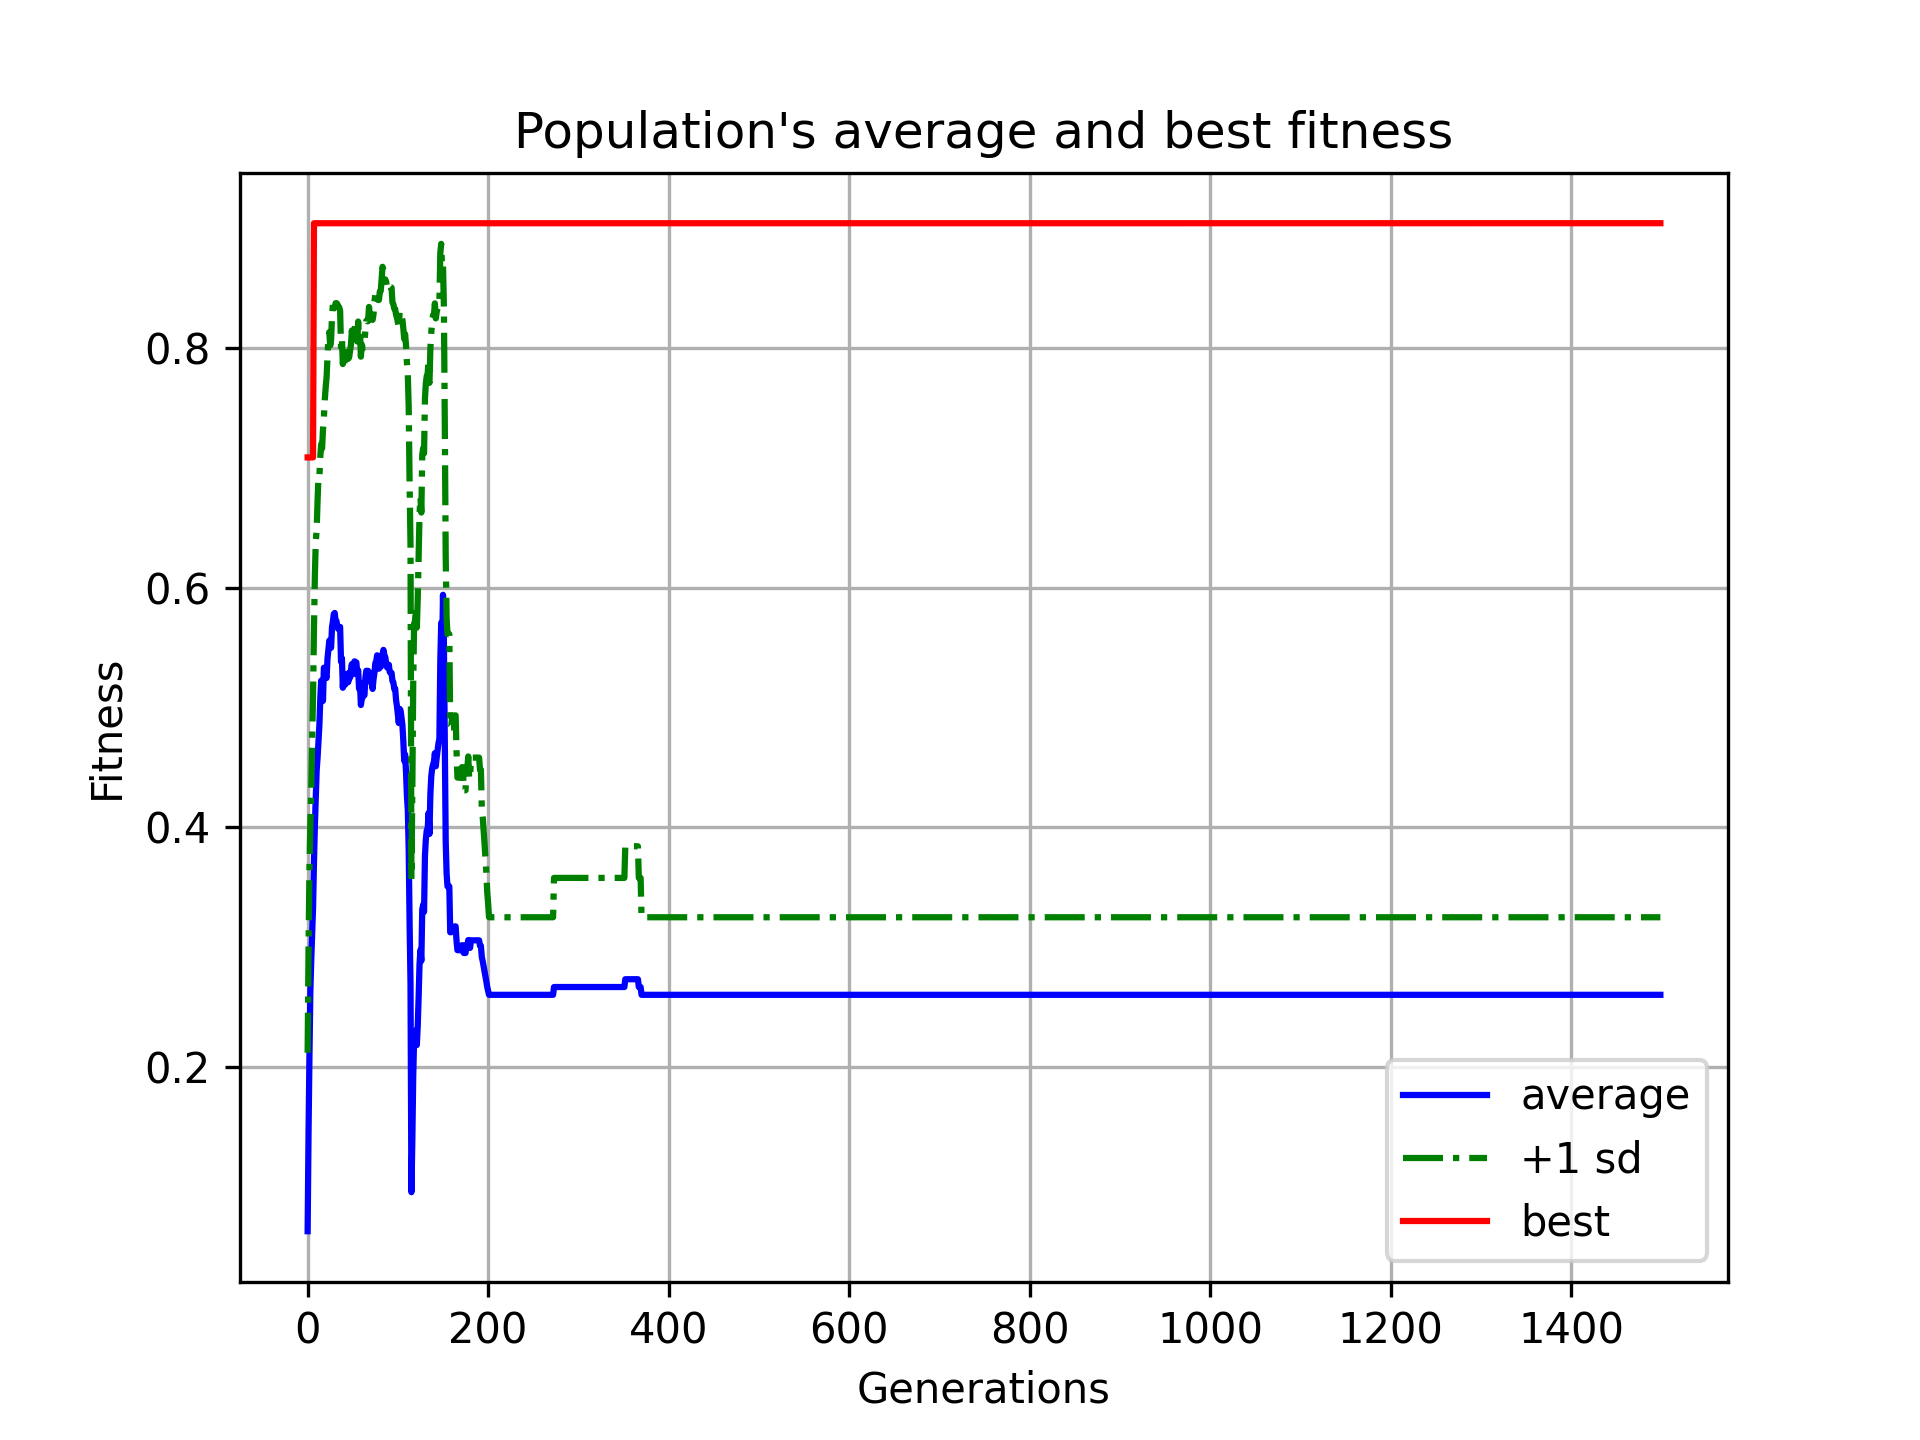 Population's average and best fitness
Fitness
0.8
0.6
0.4
0.2
0 200 400 600 800 1000 1200 1400
Generations
average
+1 sd
best